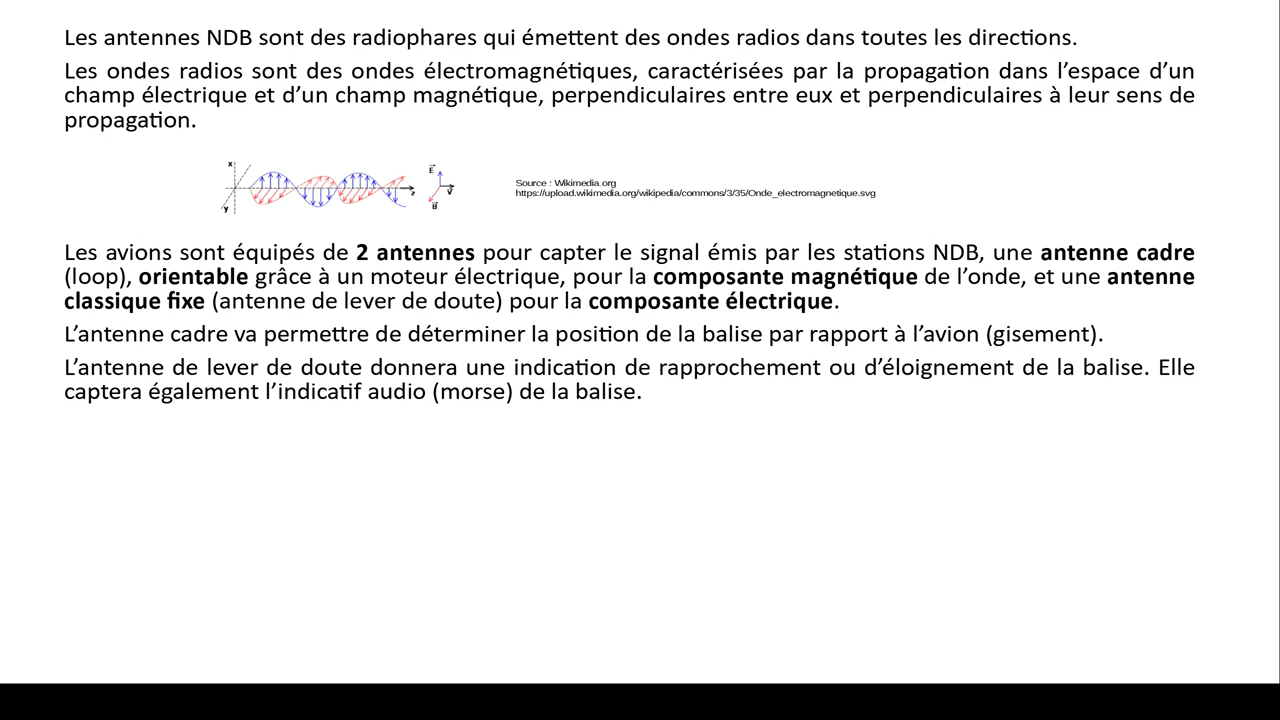 Les antennes NDB sont des radiophares qui émettent des ondes radios dans toutes les directions.
Les ondes radios sont des ondes électromagnétiques, caractérisées par la propagation dans l’espace d’un
champ électrique et d’un champ magnétique, perpendiculaires entre eux et perpendiculaires à leur sens de
propagation.
x
y
z
E
V
B
Source : Wikimedia.org
https://upload.wikimedia.org/wikipedia/commons/3/35/Onde_electromagnetique.svg
Les avions sont équipés de 2 antennes pour capter le signal émis par les stations NDB, une antenne cadre
(loop), orientable grâce à un moteur électrique, pour la composante magnétique de l’onde, et une antenne
classique fixe (antenne de lever de doute) pour la composante électrique.
L’antenne cadre va permettre de déterminer la position de la balise par rapport à l’avion (gisement).
L’antenne de lever de doute donnera une indication de rapprochement ou d’éloignement de la balise. Elle
captera également l’indicatif audio (morse) de la balise.